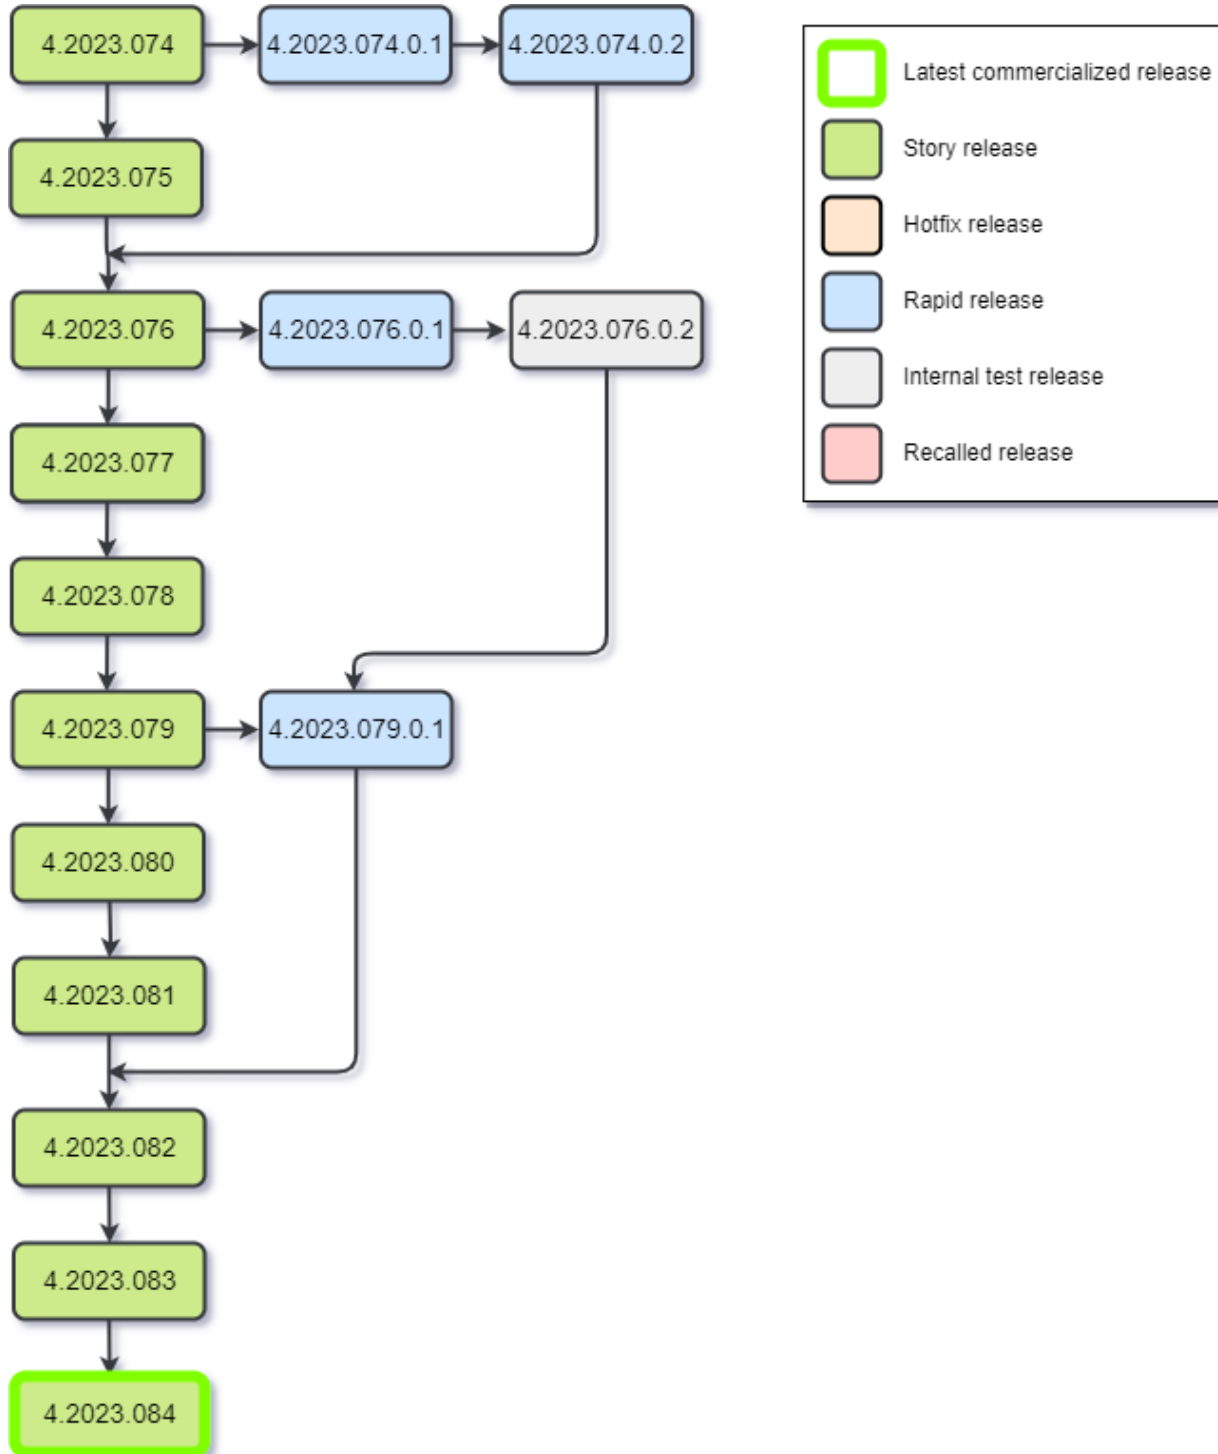 4.2023.074
4.2023.074.0.1
4.2023.074.0.2
4.2023.075
4.2023.076
4.2023.076.0.1
4.2023.076.0.2
4.2023.077
4.2023.078
4.2023.079
4.2023.079.0.1
4.2023.080
4.2023.081
4.2023.082
4.2023.083
4.2023.084
Latest commercialized release
Story release
Hotfix release
Rapid release
Internal test release
Recalled release